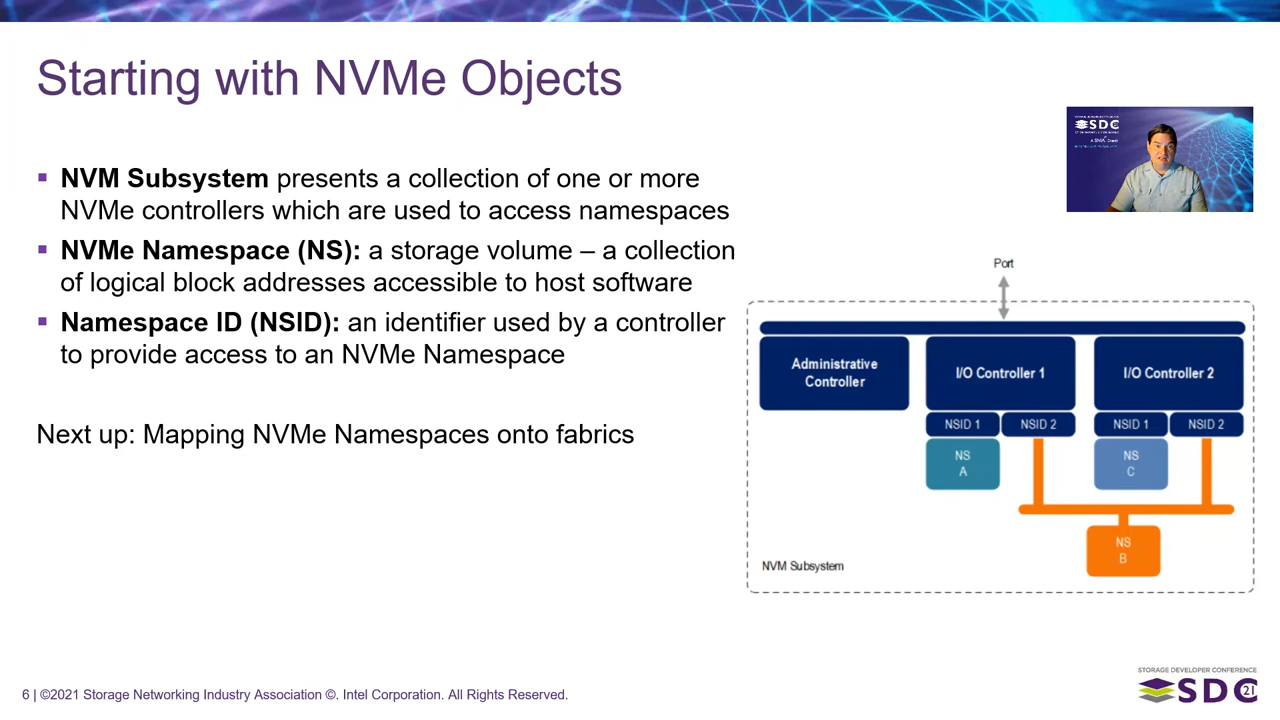 Starting with NVMe Objects
NVM Subsystem presents a collection of one or more
NVMe controllers which are used to access namespaces
NVMe Namespace (NS): a storage volume – a collection
of logical block addresses accessible to host software
Namespace ID (NSID): an identifier used by a controller
to provide access to an NVMe Namespace
Next up: Mapping NVMe Namespaces onto fabrics
SDC
Port
Administrative
Controller
I/O Controller 1
I/O Controller 2
NSID 1
NSID 2
NSID 1
NSID 2
NS
A
NS
C
NS
B
NVM Subsystem
6 | ©2021 Storage Networking Industry Association ©. Intel Corporation. All Rights Reserved.
STORAGE DEVELOPER CONFERENCE
SDC 21